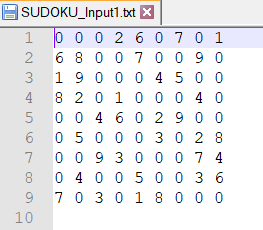 SUDOKU_Input1.txt
1 0 0 0 2 6 0 7 0 1
2 6 8 0 0 7 0 0 9 0
3 1 9 0 0 0 4 5 0 0
4 8 2 0 1 0 0 0 4 0
5 0 0 4 6 0 2 9 0 0
6 0 5 0 0 0 3 0 2 8
7 0 0 9 3 0 0 0 7 4
8 0 4 0 0 5 0 0 3 6
9 7 0 3 0 1 8 0 0 0
10